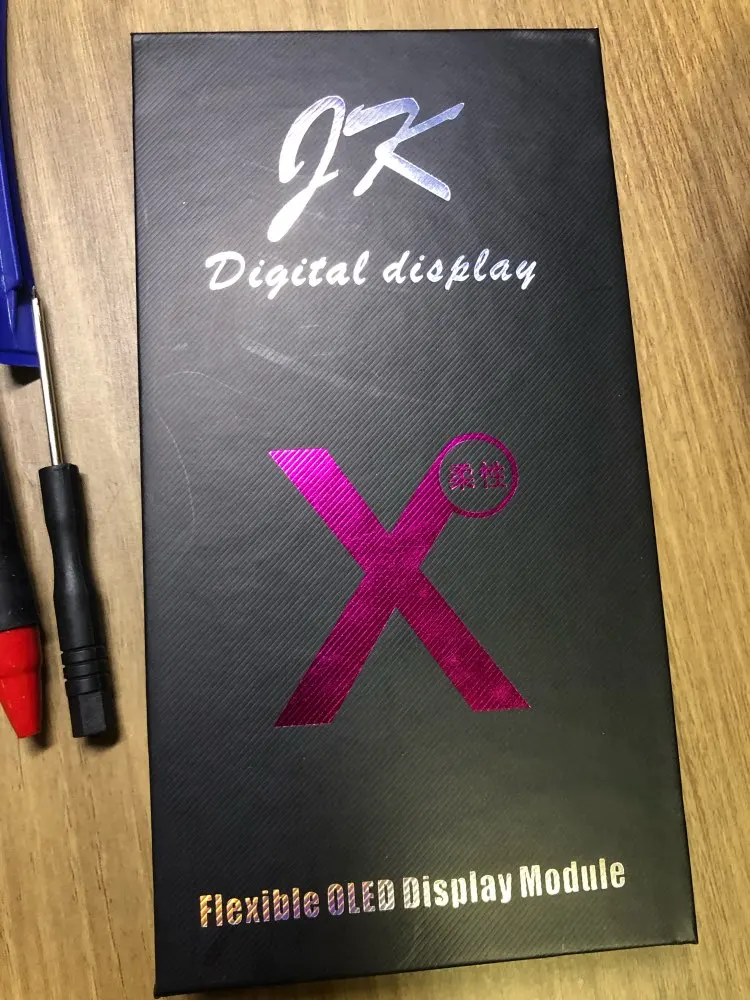 JK
Digital display
X
柔性
Flexible OLED Display Module